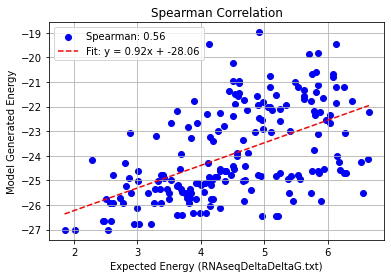 Spearman Correlation
Spearman: 0.56
Fit: y = 0.92x + -28.06
Model Generated Energy
−19
−20
−21
−22
−23
−24
−25
−26
−27
2 3 4 5 6
Expected Energy (RNAseqDeltaDeltaG.txt)